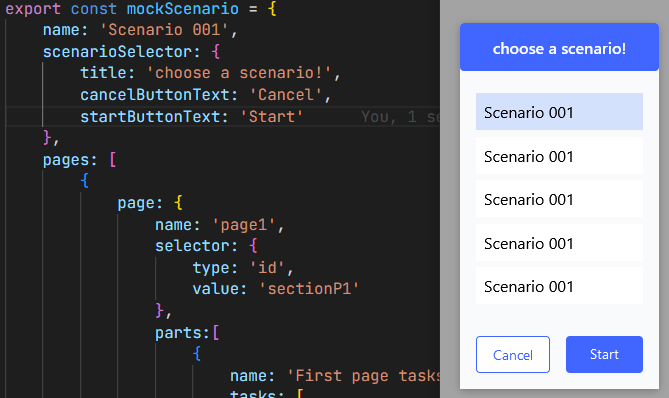 export const mockScenario = {
name: 'Scenario 001',
scenarioSelector: {
title: 'choose a scenario!',
cancelButtonText: 'Cancel',
startButtonText: 'Start' You, 1 se
},
pages: [
{
page: {
name: 'page1',
selector: {
type: 'id',
value: 'sectionP1'
},
parts:[
{
name: 'First page tasks
tasks: [
choose a scenario!
Scenario 001
Scenario 001
Scenario 001
Scenario 001
Scenario 001
Cancel
Start